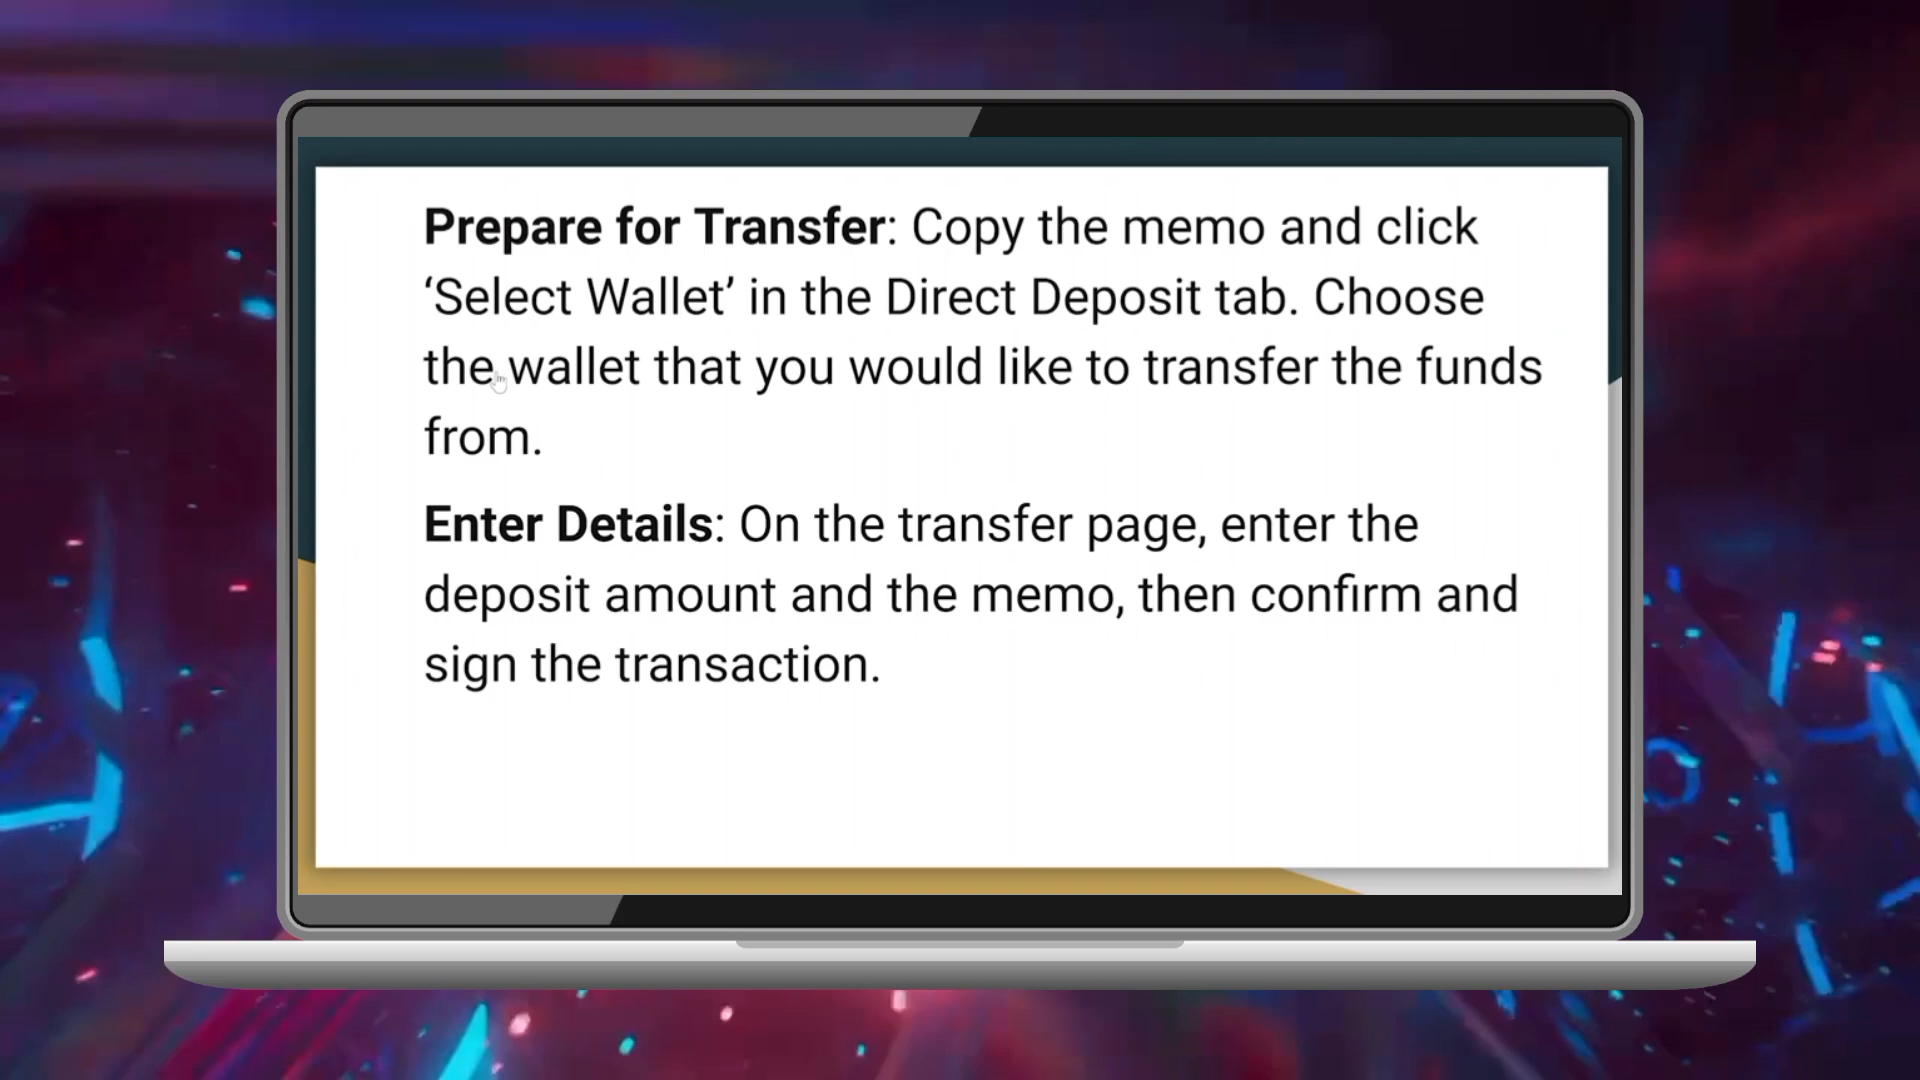 Prepare for Transfer: Copy the memo and click
‘Select Wallet’ in the Direct Deposit tab. Choose
the wallet that you would like to transfer the funds
from.
Enter Details: On the transfer page, enter the
deposit amount and the memo, then confirm and
sign the transaction.